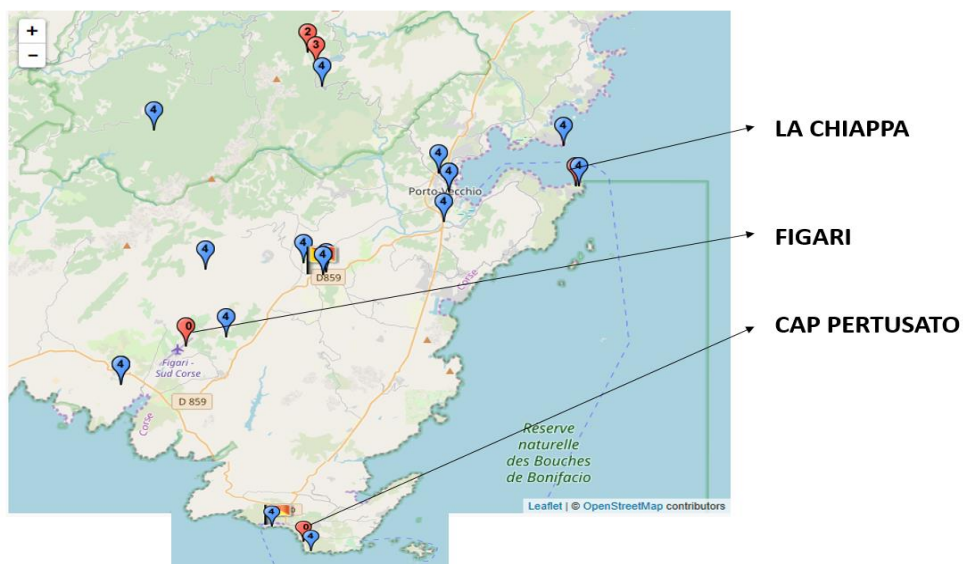 +
−
2
3
4
4
4
4
LA CHIAPPA
4
4
Porto-Vecchio
4
4
4
4
FIGARI
D859
4
0
CAP PERTUSATO
4
Figari -
Sud Corse
D 859
Corse
Corse
Réserve
naturelle
des Bouches
de Bonifacio
Leaflet | © OpenStreetMap contributors
4
0
4